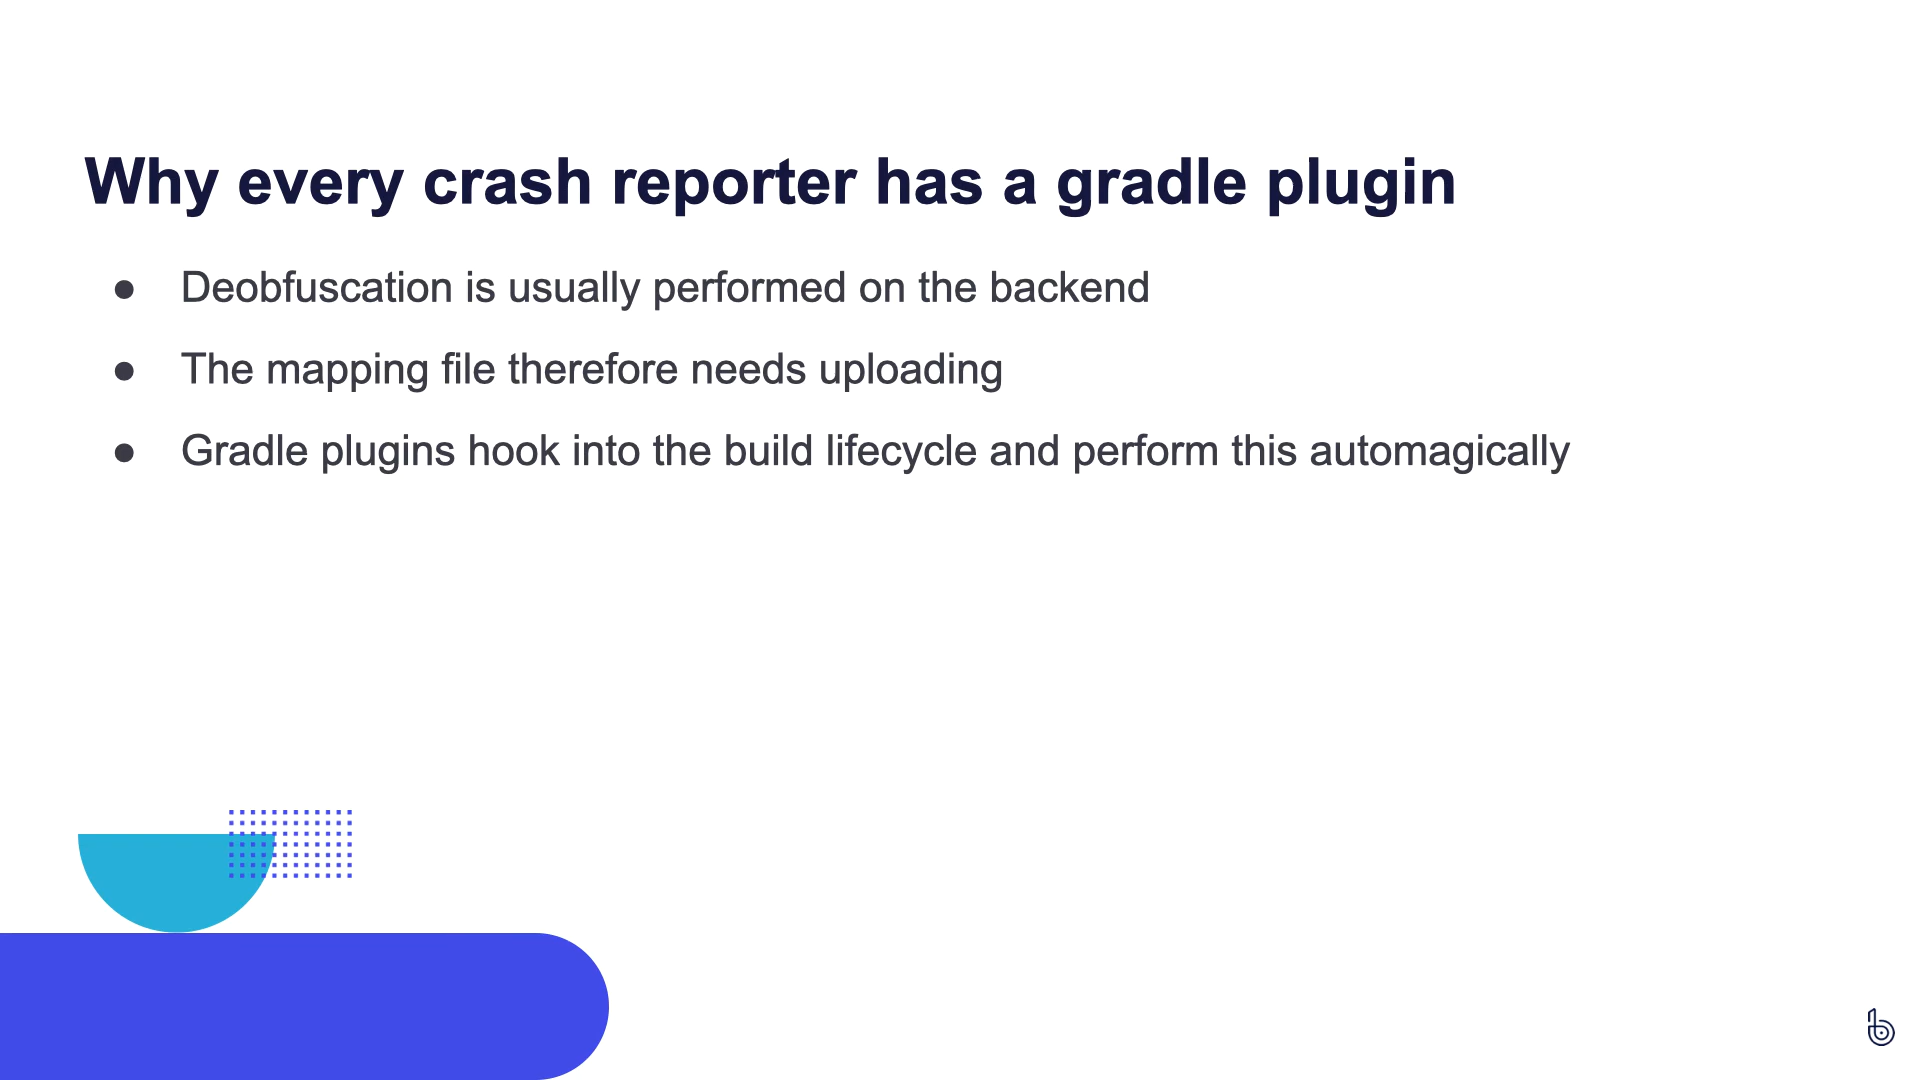 Why every crash reporter has a gradle plugin
● Deobfuscation is usually performed on the backend
● The mapping file therefore needs uploading
● Gradle plugins hook into the build lifecycle and perform this automagically